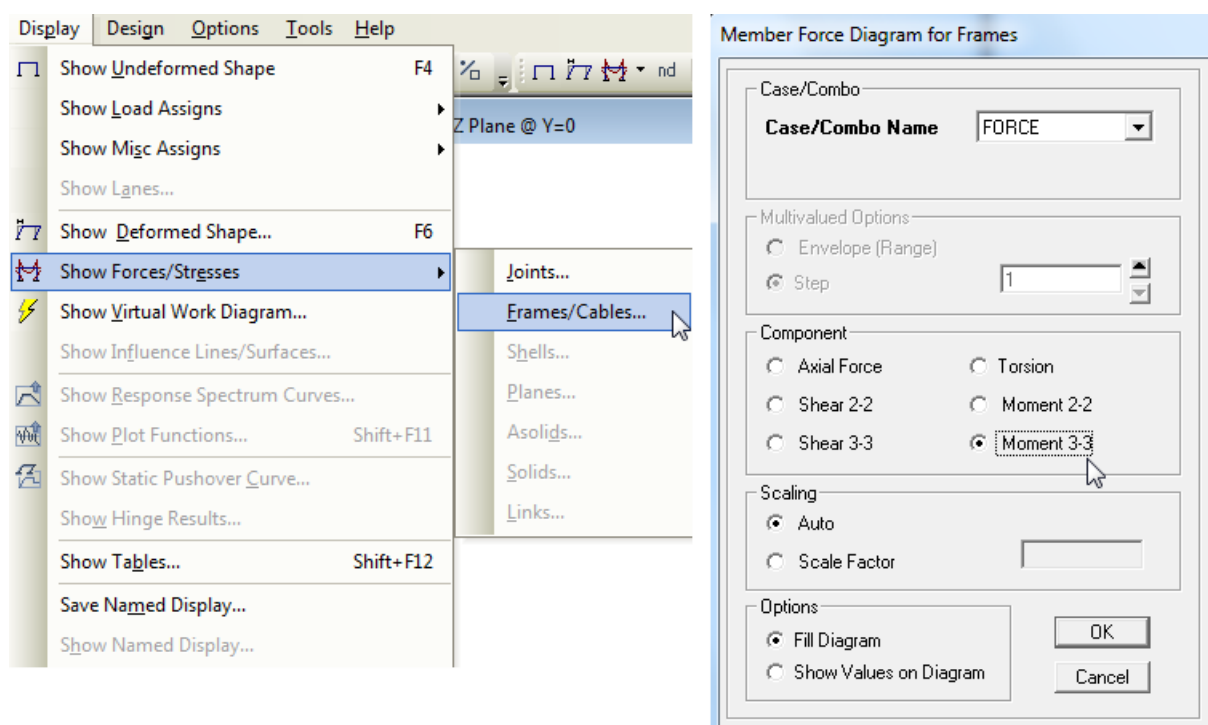 Display Design Options Tools Help
Show Undeformed Shape F4
Show Load Assigns
Show Misc Assigns
Show Lanes...
Show Deformed Shape... F6
Show Forces/Stresses
Show Virtual Work Diagram...
Show Influence Lines/Surfaces...
Show Response Spectrum Curves...
Show Plot Functions... Shift+F11
Show Static Pushover Curve...
Show Hinge Results...
Show Tables... Shift+F12
Save Named Display...
Show Named Display...
nd
Z Plane @ Y=0
Joints...
Frames/Cables...
Shells...
Planes...
Asolids...
Solids...
Links...
Member Force Diagram for Frames
Case/Combo
Case/Combo Name FORCE
Multivalued Options
Envelope (Range)
Step 1
Component
Axial Force Torsion
Shear 2-2 Moment 2-2
Shear 3-3 Moment 3-3
Scaling
Auto
Scale Factor
Options
Fill Diagram OK
Show Values on Diagram Cancel